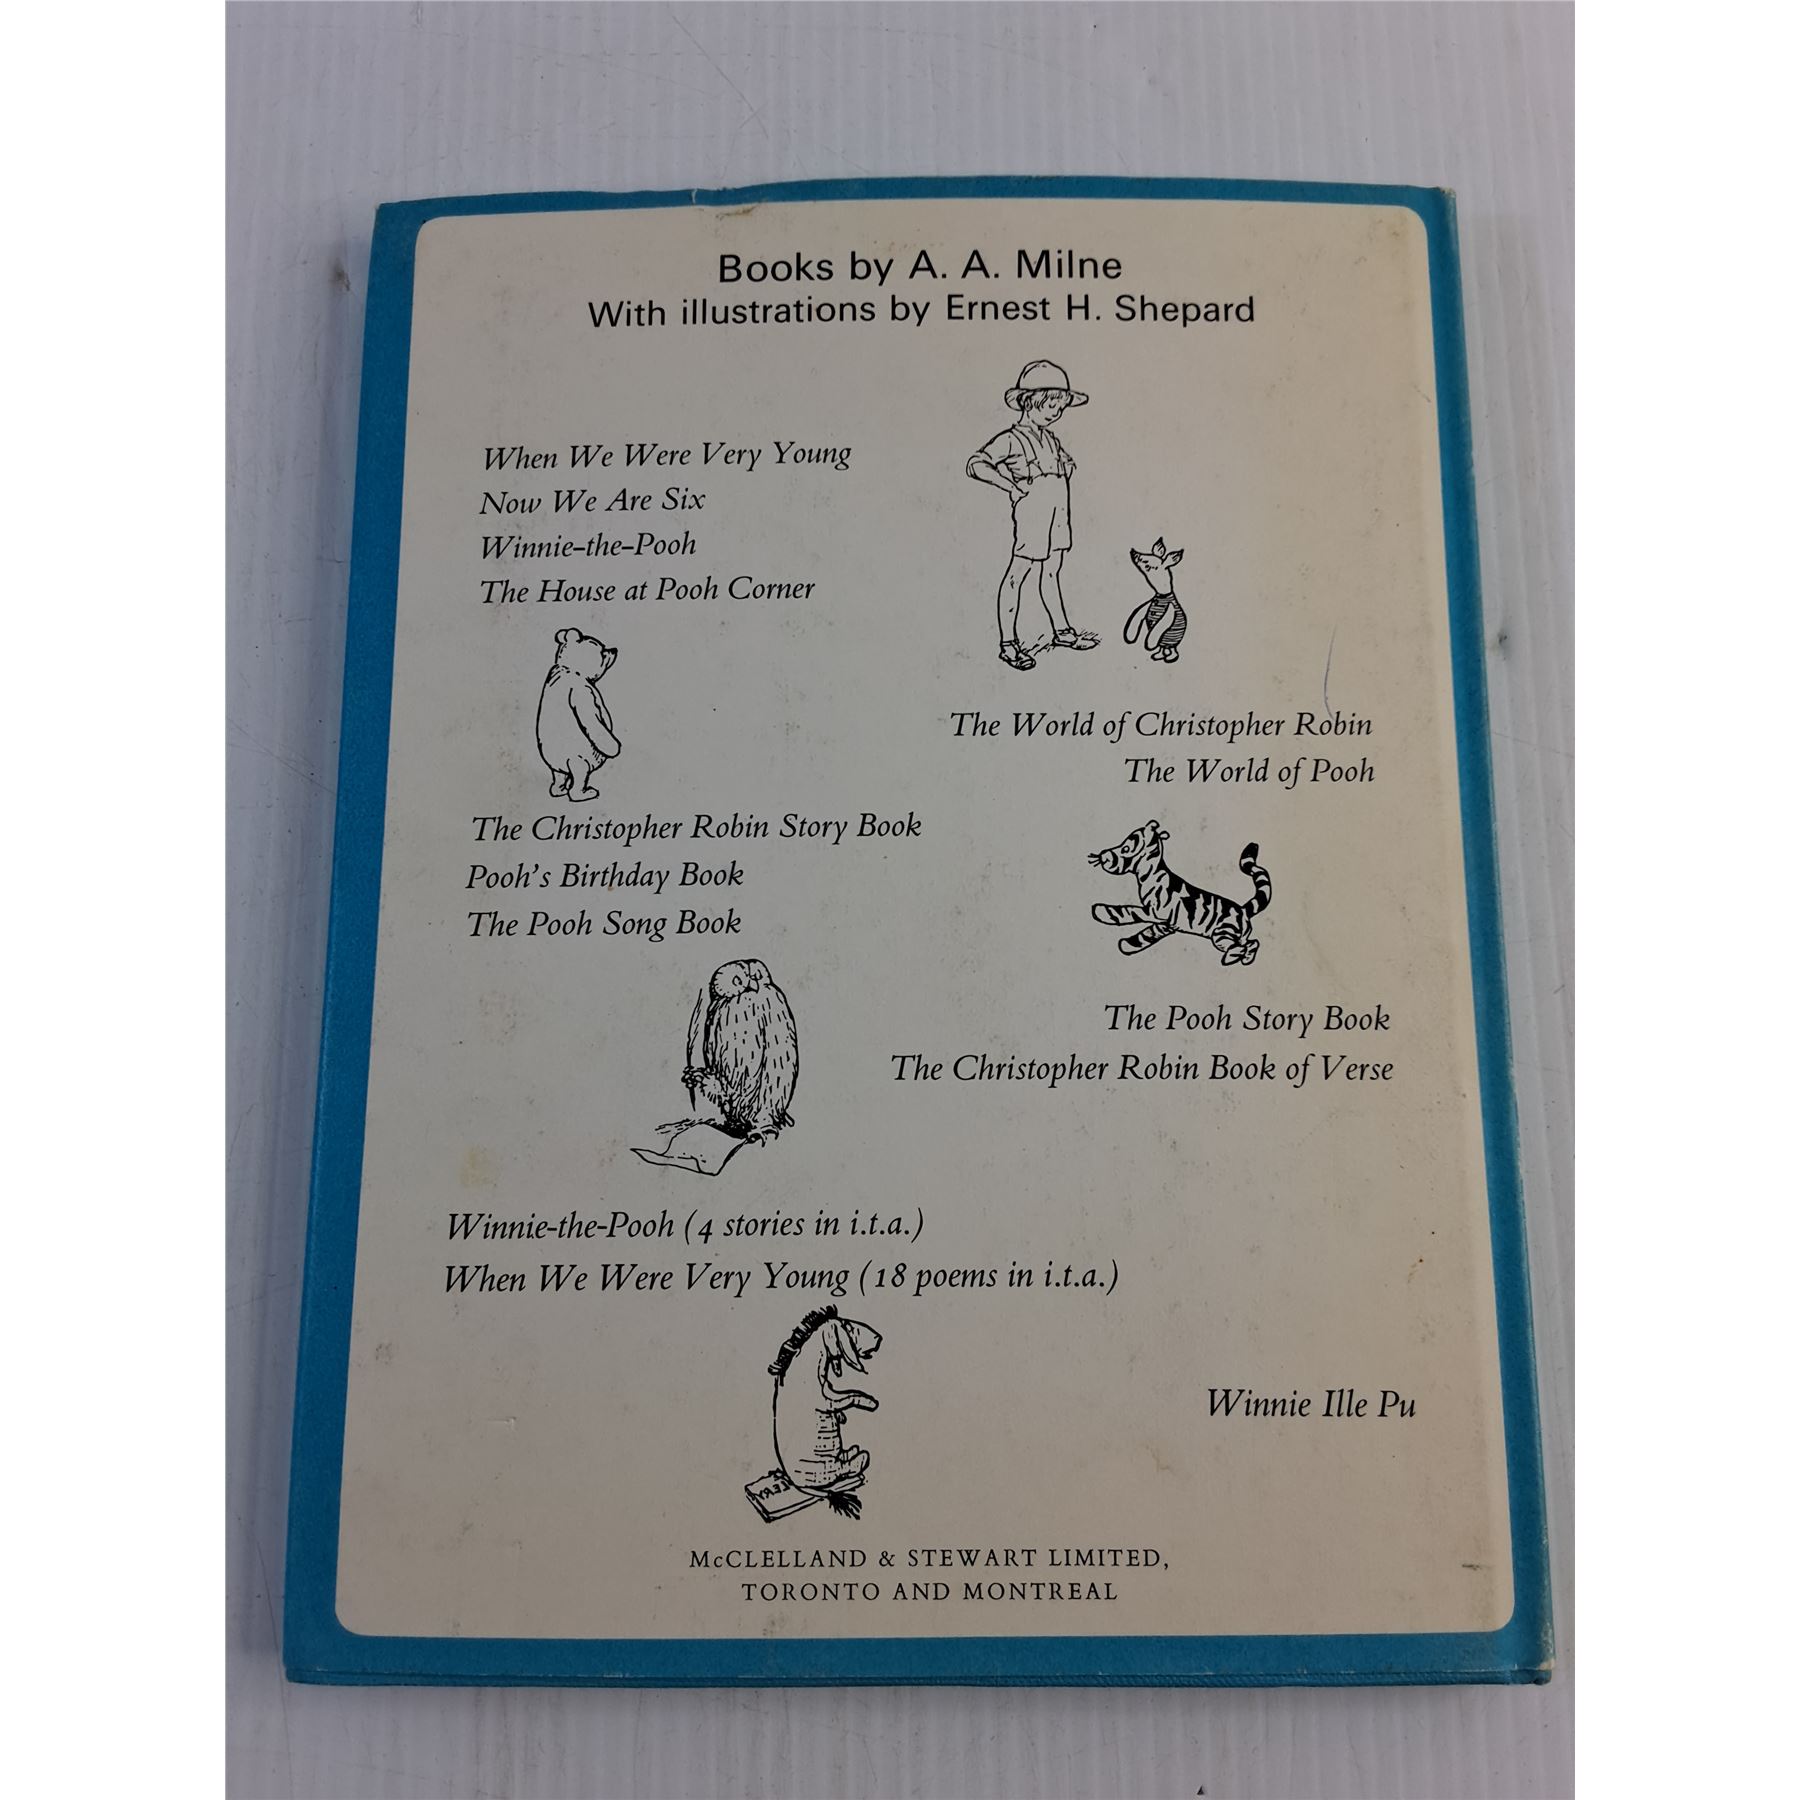 Books by A. A. Milne
With illustrations by Ernest H. Shepard
When We Were Very Young
Now We Are Six
Winnie-the-Pooh
The House at Pooh Corner
The World of Christopher Robin
The World of Pooh
The Christopher Robin Story Book
Pooh's Birthday Book
The Pooh Song Book
The Pooh Story Book
The Christopher Robin Book of Verse
Winnie-the-Pooh (4 stories in i.t.a.)
When We Were Very Young (18 poems in i.t.a.)
Winnie Ille Pu
McCLELLAND & STEWART LIMITED,
TORONTO AND MONTREAL